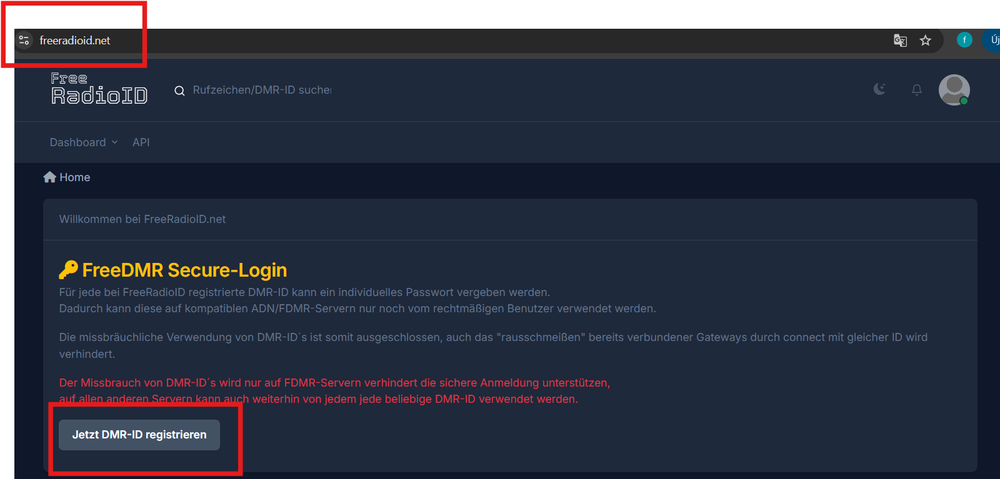 freeradioid.net
Új
f
Free
RadioID
Rufzeichen/DMR-ID suche
Dashboard
API
Home
Willkommen bei FreeRadioID.net
FreeDMR Secure-Login
Für jede bei FreeRadioID registrierte DMR-ID kann ein individuelles Passwort vergeben werden.
Dadurch kann diese auf kompatiblen ADN/FDMR-Servern nur noch vom rechtmäßigen Benutzer verwendet werden.
Die missbräuchliche Verwendung von DMR-ID´s ist somit ausgeschlossen, auch das "rausschmeißen" bereits verbundener Gateways durch connect mit gleicher ID wird
verhindert.
Der Missbrauch von DMR-ID´s wird nur auf FDMR-Servern verhindert die sichere Anmeldung unterstützen,
auf allen anderen Servern kann auch weiterhin von jedem jede beliebige DMR-ID verwendet werden.
Jetzt DMR-ID registrieren